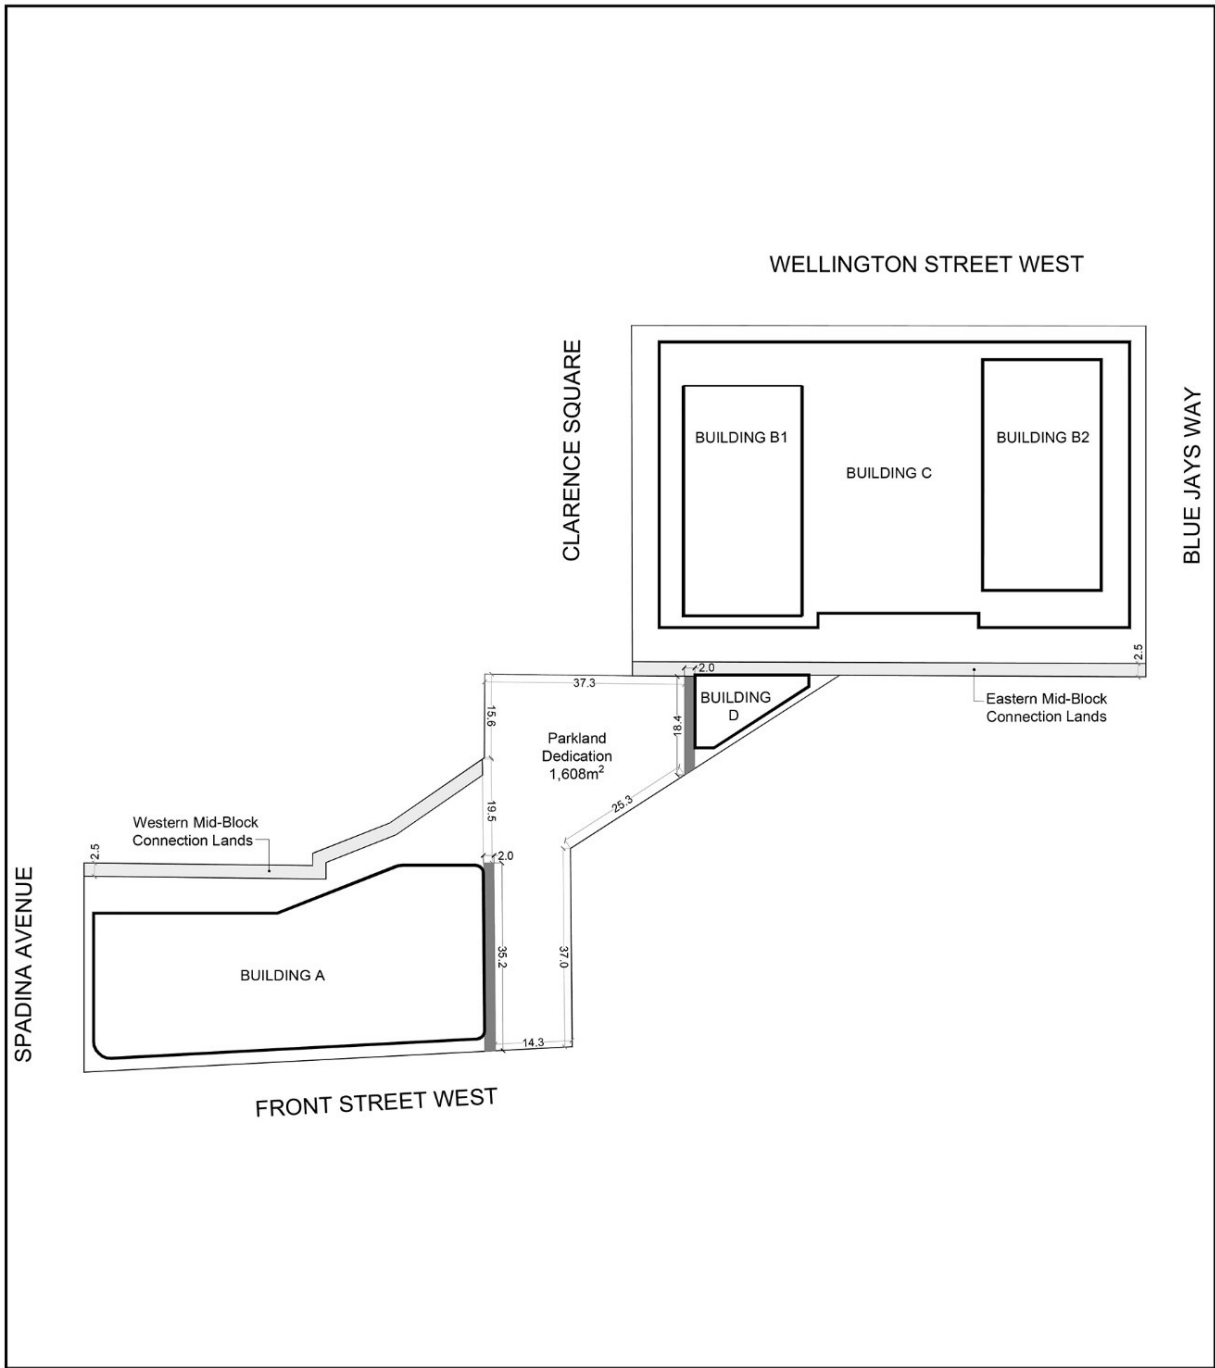 WELLINGTON STREET WEST
CLARENCE SQUARE
BLUE JAYS WAY
BUILDING B1
BUILDING B2
BUILDING C
2.5
2.0
37.3
BUILDING
D
Eastern Mid-Block
Connection Lands
15.6
18.4
Parkland
Dedication
1,608m²
25.3
19.5
Western Mid-Block
Connection Lands
2.5
2.0
SPADINA AVENUE
BUILDING A
35.2
37.0
14.3
FRONT STREET WEST